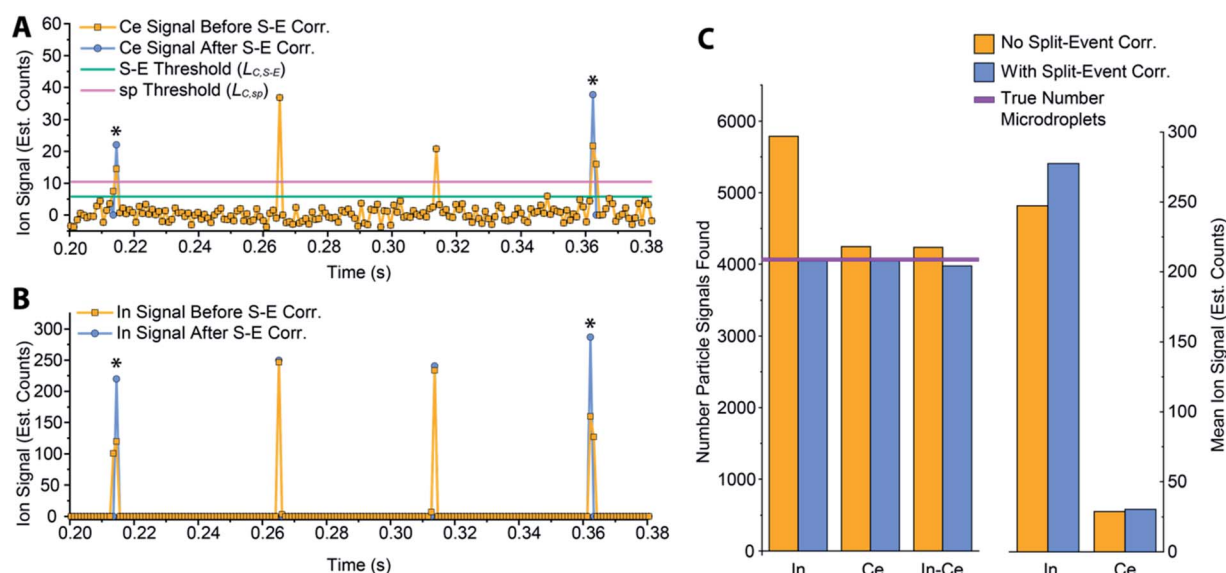 A
Ion Signal (Est. Counts)
60
50
40
30
20
10
0
Ce Signal Before S-E Corr.
Ce Signal After S-E Corr.
S-E Threshold (LC,S-E)
sp Threshold (LC,sp)
*
*
0.20 0.22 0.24 0.26 0.28 0.30 0.32 0.34 0.36 0.38
Time (s)
B
Ion Signal (Est. Counts)
300
250
200
150
100
50
0
In Signal Before S-E Corr.
In Signal After S-E Corr.
*
*
0.20 0.22 0.24 0.26 0.28 0.30 0.32 0.34 0.36 0.38
Time (s)
C
No Split-Event Corr.
With Split-Event Corr.
True Number
Microdroplets
Number Particle Signals Found
6000
5000
4000
3000
2000
1000
0
In Ce In-Ce
In Ce
300
250
200
150
100
50
0
Mean Ion Signal (Est. Counts)